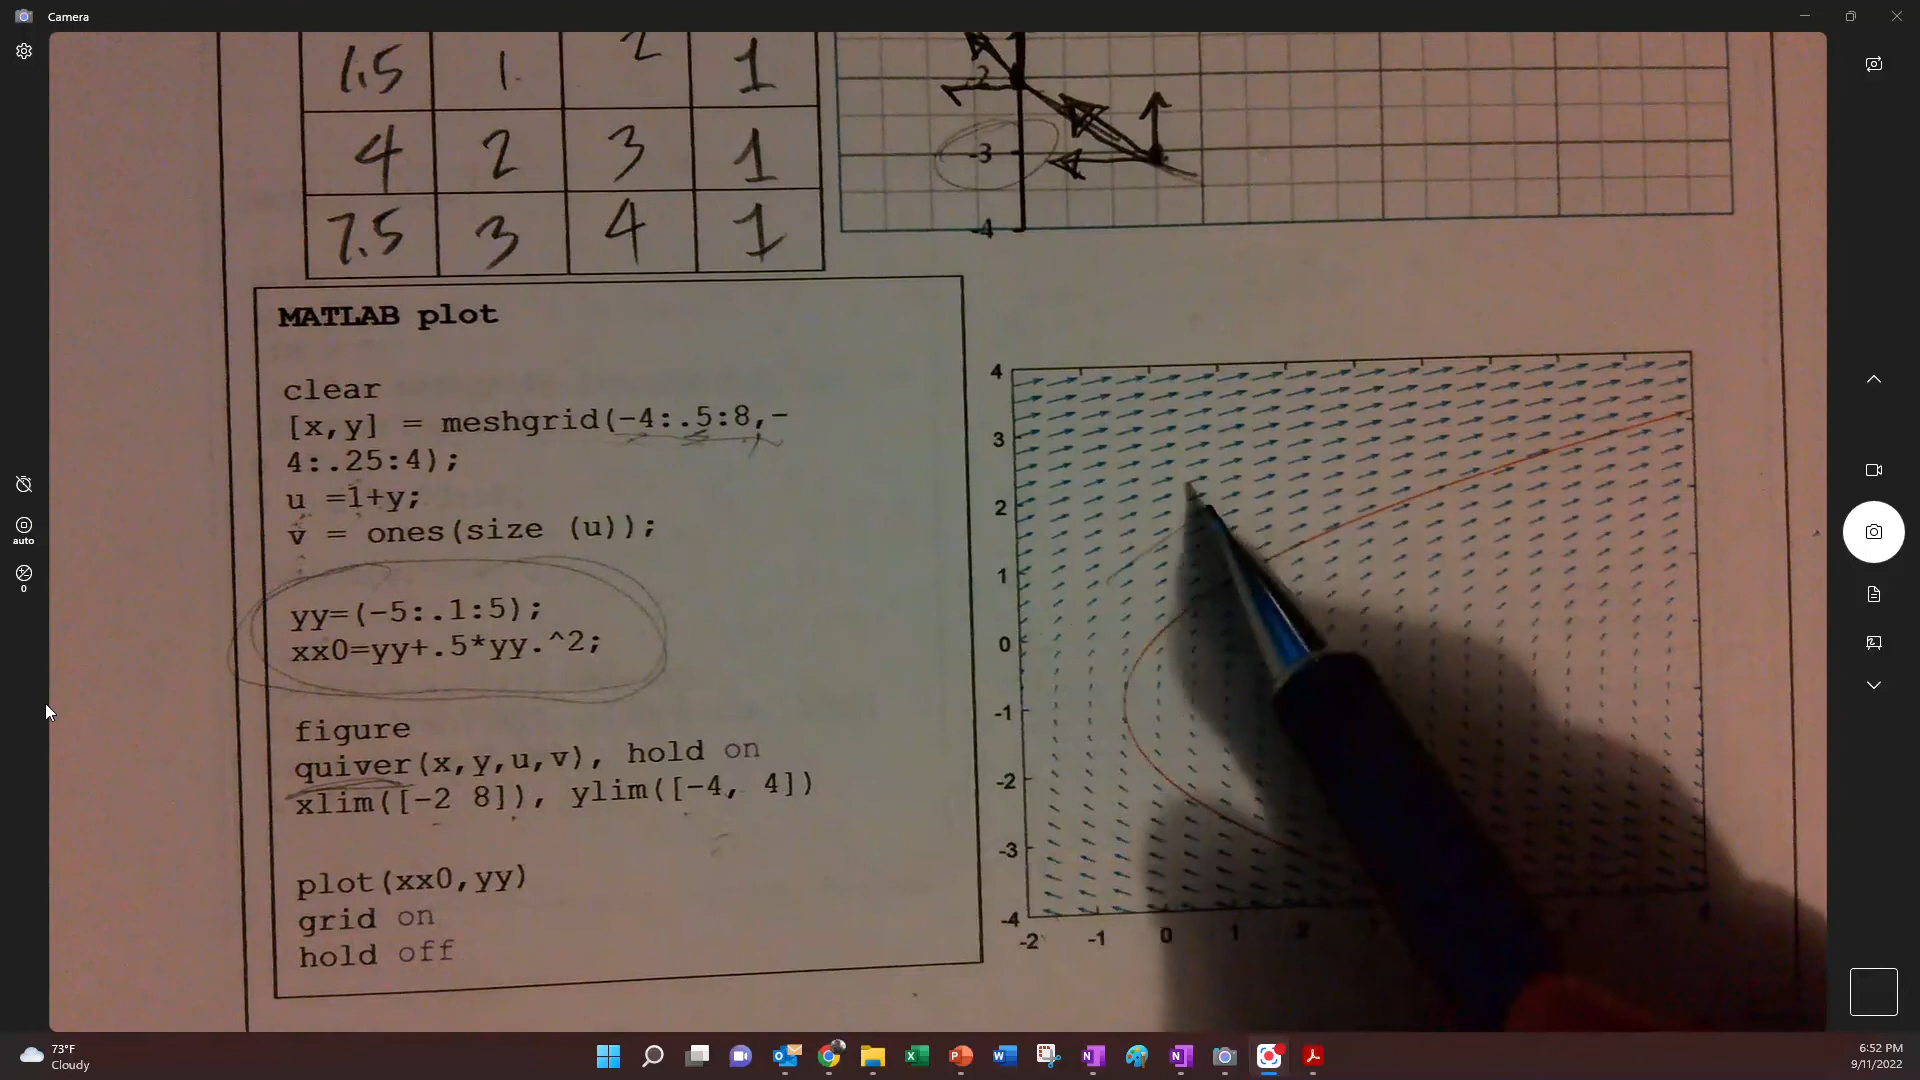 Camera
1.5 1 2 1
4 2 3 1
7.5 3 4 1
-2
-3
-4
MATLAB plot
clear
[x,y] = meshgrid(-4:.5:8,-
4:.25:4);
u =1+y;
v = ones(size (u));
yy=(-5:.1:5);
xx0=yy+.5*yy.^2;
figure
quiver(x,y,u,v), hold on
xlim([-2 8]), ylim([-4, 4])
plot(xx0,yy)
grid on
hold off
4
3
2
1
0
-1
-2
-3
-4
-2 -1 0 1 2
auto
0
73°F
Cloudy
6:52 PM
9/11/2022